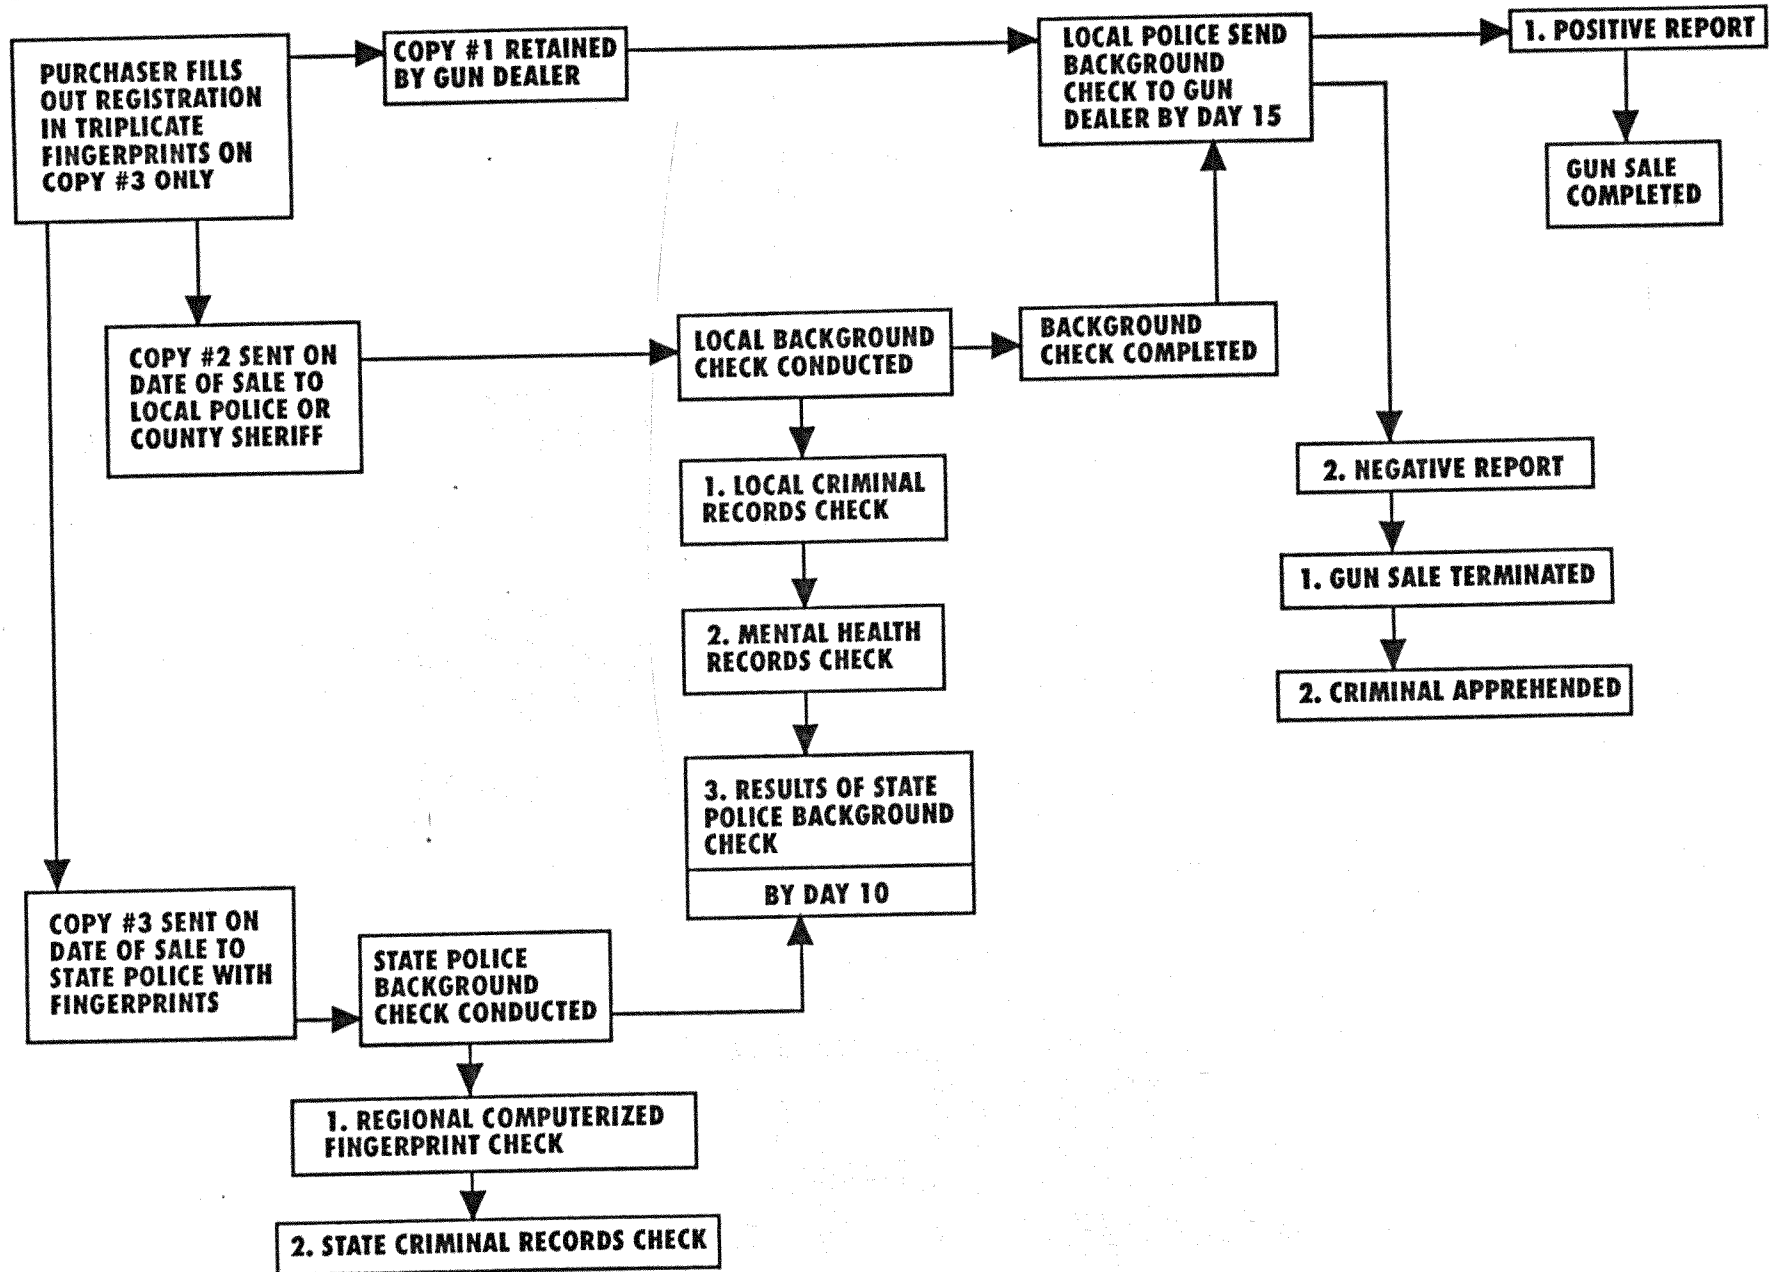 PURCHASER FILLS
OUT REGISTRATION
IN TRIPLICATE
FINGERPRINTS ON
COPY #3 ONLY
COPY #1 RETAINED
BY GUN DEALER
LOCAL POLICE SEND
BACKGROUND
CHECK TO GUN
DEALER BY DAY 15
1. POSITIVE REPORT
GUN SALE
COMPLETED
COPY #2 SENT ON
DATE OF SALE TO
LOCAL POLICE OR
COUNTY SHERIFF
LOCAL BACKGROUND
CHECK CONDUCTED
BACKGROUND
CHECK COMPLETED
1. LOCAL CRIMINAL
RECORDS CHECK
2. MENTAL HEALTH
RECORDS CHECK
3. RESULTS OF STATE
POLICE BACKGROUND
CHECK
BY DAY 10
2. NEGATIVE REPORT
1. GUN SALE TERMINATED
2. CRIMINAL APPREHENDED
COPY #3 SENT ON
DATE OF SALE TO
STATE POLICE WITH
FINGERPRINTS
STATE POLICE
BACKGROUND
CHECK CONDUCTED
1. REGIONAL COMPUTERIZED
FINGERPRINT CHECK
2. STATE CRIMINAL RECORDS CHECK